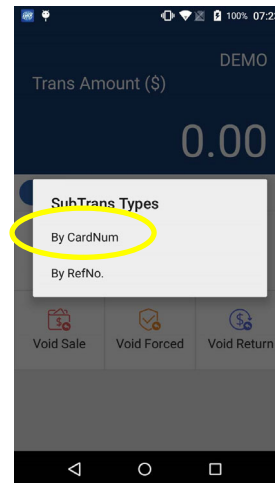 100% 07:2
DEMO
Trans Amount ($)
0.00
SubTrans Types
By CardNum
By RefNo.
Void Sale Void Forced Void Return